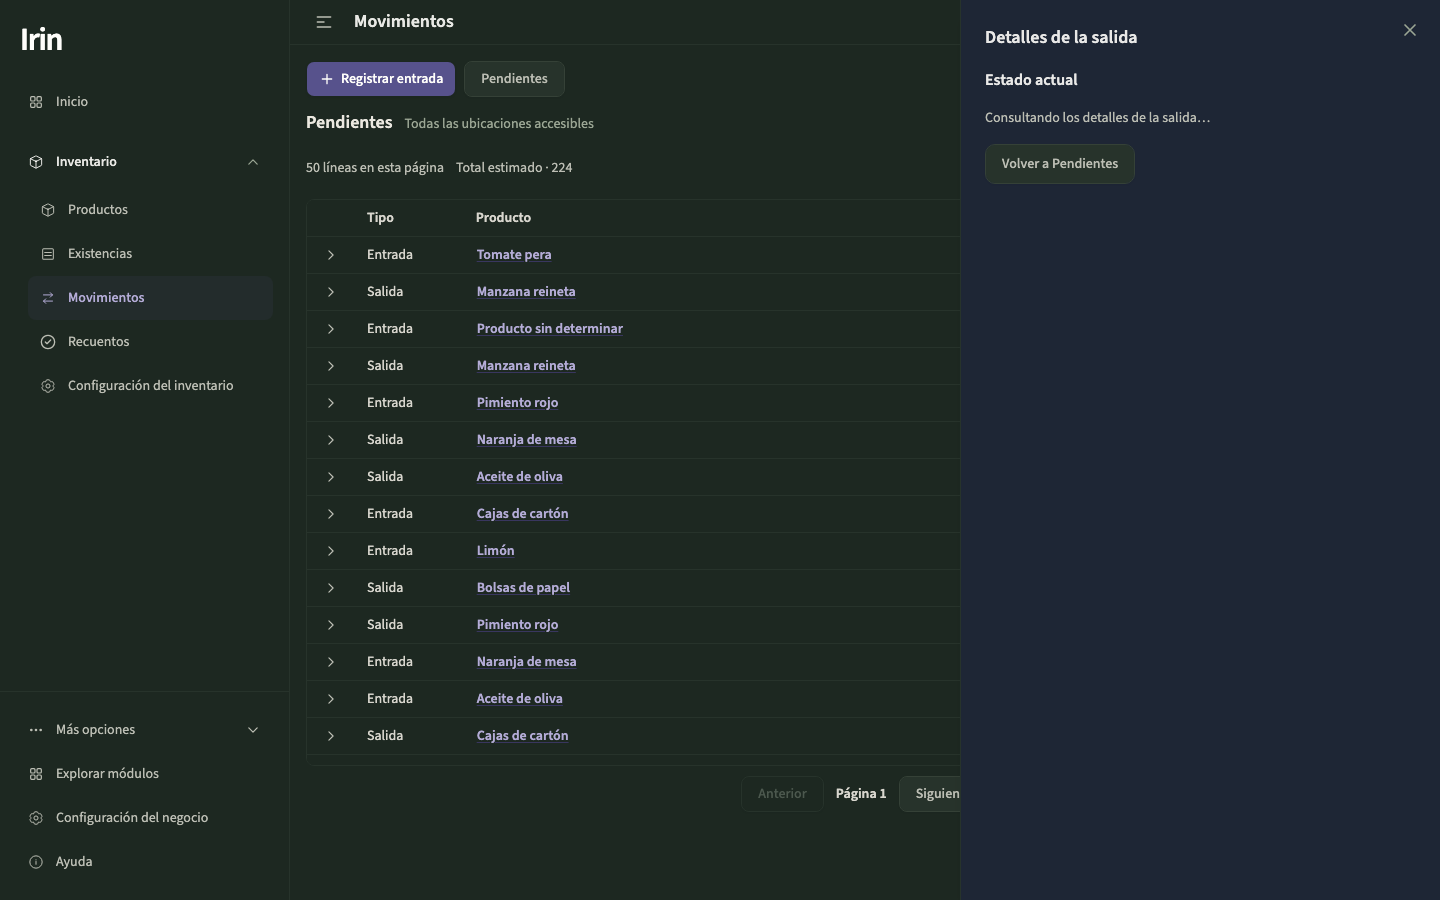 Irin
Inicio
Inventario
Productos
Existencias
Movimientos
Recuentos
Configuración del inventario
Más opciones
Explorar módulos
Configuración del negocio
Ayuda
Movimientos
Registrar entrada
Pendientes
Pendientes Todas las ubicaciones accesibles
50 líneas en esta página Total estimado · 224
Tipo Producto
Entrada Tomate pera
Salida Manzana reineta
Entrada Producto sin determinar
Salida Manzana reineta
Entrada Pimiento rojo
Salida Naranja de mesa
Salida Aceite de oliva
Entrada Cajas de cartón
Entrada Limón
Salida Bolsas de papel
Salida Pimiento rojo
Entrada Naranja de mesa
Entrada Aceite de oliva
Salida Cajas de cartón
Anterior Página 1 Siguien
Detalles de la salida
Estado actual
Consultando los detalles de la salida...
Volver a Pendientes